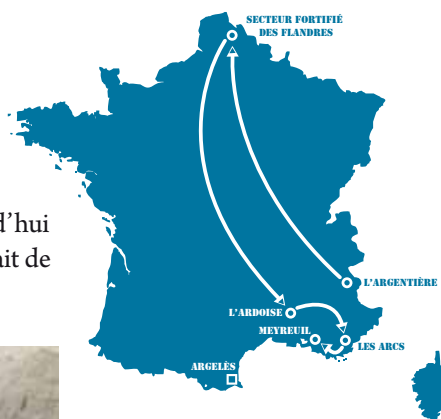 SECTEUR FORTIFIÉ
DES FLANDRES
d'hui
ait de
L'ARGENTIÈRE
L'ARDOISE
MEYREUIL
LES ARCS
ARGELÈS